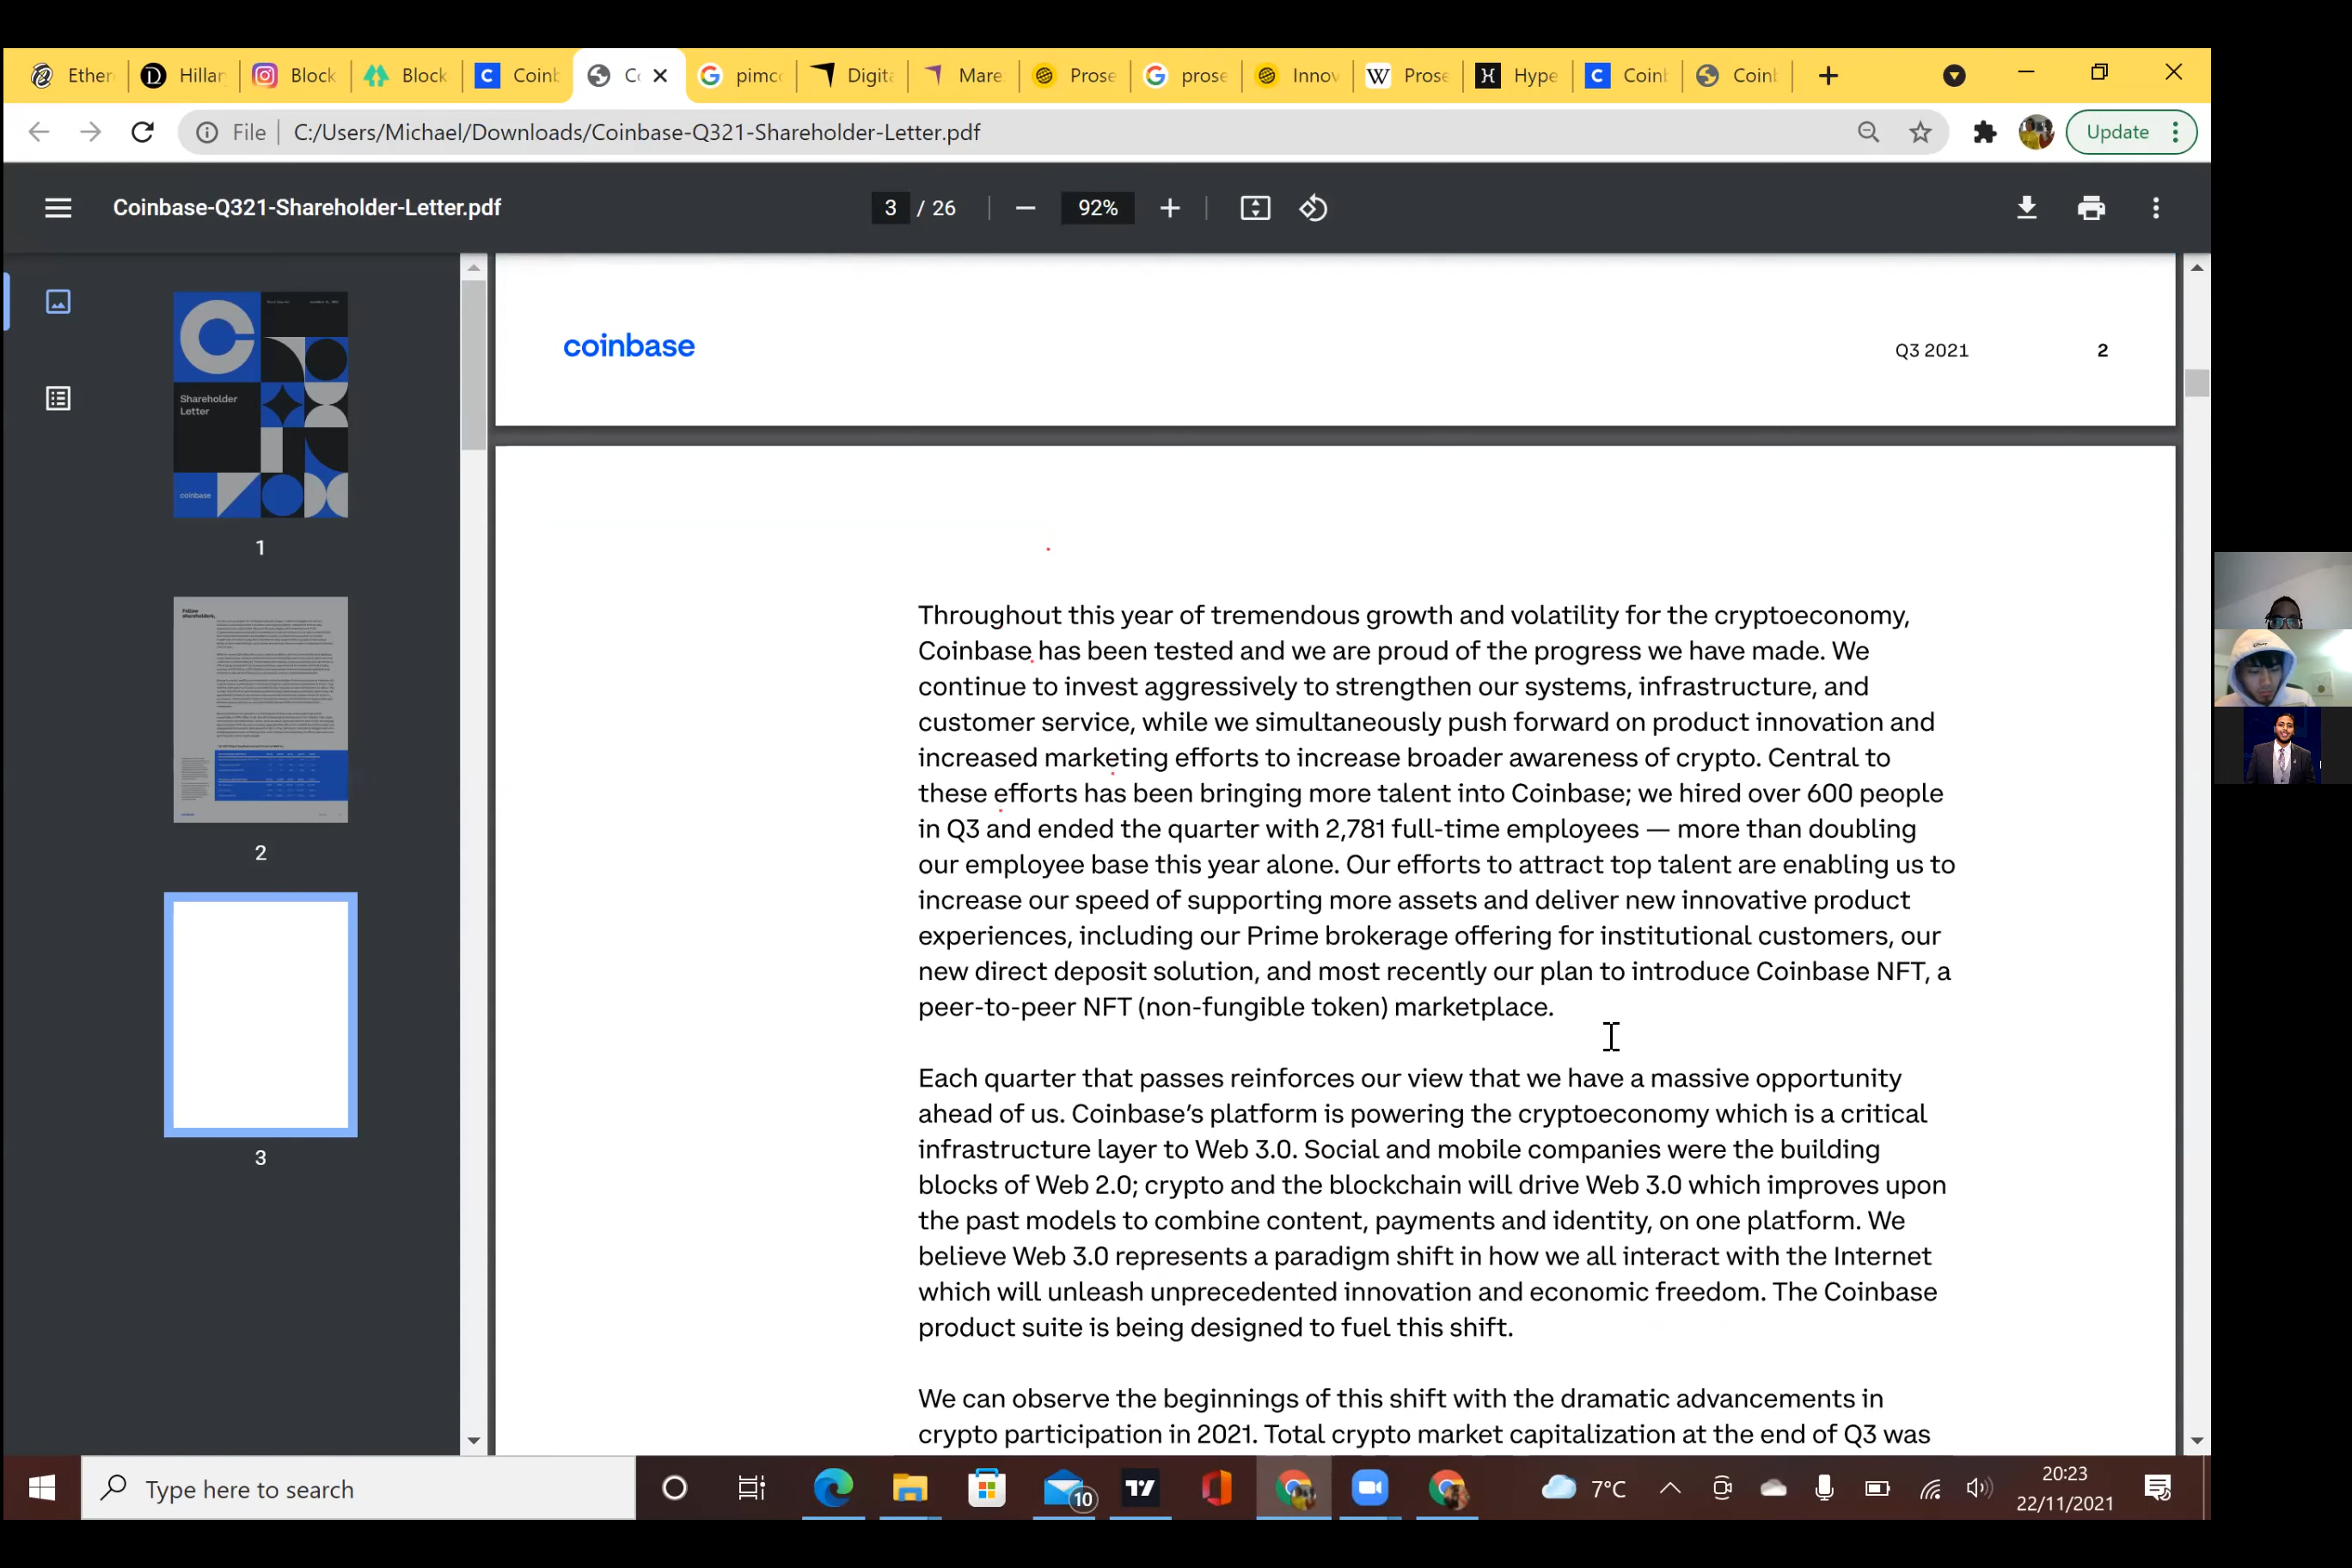 Ether
Hillar
Block
Block
Coinb
Co
pimco
Digita
Mare
Prose
prose
Innov
Prose
Hype
Coinb
Coinb
File
C:/Users/Michael/Downloads/Coinbase-Q321-Shareholder-Letter.pdf
Update
Coinbase-Q321-Shareholder-Letter.pdf
3 / 26
92%
Shareholder
Letter
coinbase
1
2
3
coinbase
Q3 2021 2
Throughout this year of tremendous growth and volatility for the cryptoeconomy,
Coinbase has been tested and we are proud of the progress we have made. We
continue to invest aggressively to strengthen our systems, infrastructure, and
customer service, while we simultaneously push forward on product innovation and
increased marketing efforts to increase broader awareness of crypto. Central to
these efforts has been bringing more talent into Coinbase; we hired over 600 people
in Q3 and ended the quarter with 2,781 full-time employees — more than doubling
our employee base this year alone. Our efforts to attract top talent are enabling us to
increase our speed of supporting more assets and deliver new innovative product
experiences, including our Prime brokerage offering for institutional customers, our
new direct deposit solution, and most recently our plan to introduce Coinbase NFT, a
peer-to-peer NFT (non-fungible token) marketplace.
Each quarter that passes reinforces our view that we have a massive opportunity
ahead of us. Coinbase’s platform is powering the cryptoeconomy which is a critical
infrastructure layer to Web 3.0. Social and mobile companies were the building
blocks of Web 2.0; crypto and the blockchain will drive Web 3.0 which improves upon
the past models to combine content, payments and identity, on one platform. We
believe Web 3.0 represents a paradigm shift in how we all interact with the Internet
which will unleash unprecedented innovation and economic freedom. The Coinbase
product suite is being designed to fuel this shift.
We can observe the beginnings of this shift with the dramatic advancements in
crypto participation in 2021. Total crypto market capitalization at the end of Q3 was
Type here to search
10
7°C
20:23
22/11/2021